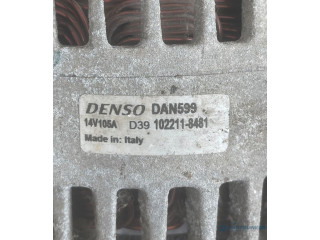 DENSO DAN599
14V105A D39 102211-8481
Made in: Italy